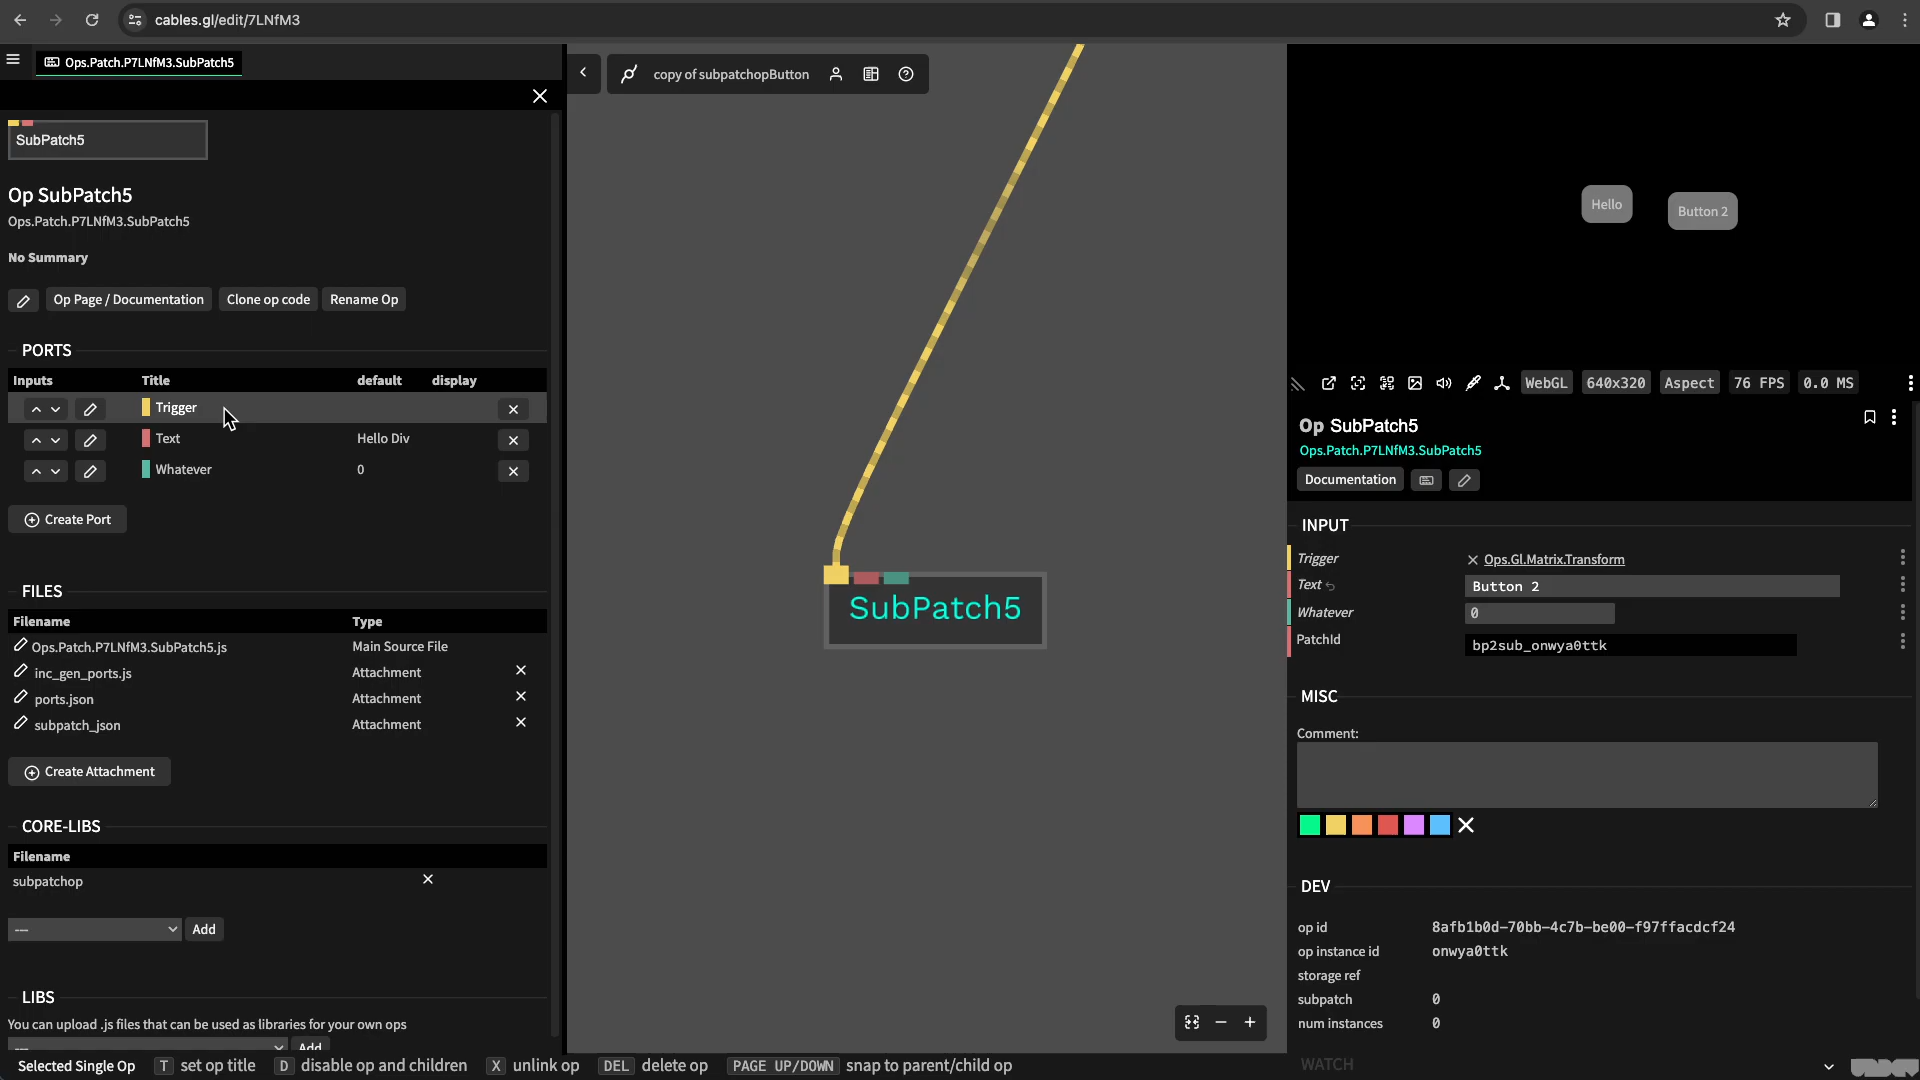 cables.gl/edit/7LNfM3
Ops.Patch.P7LNfM3.SubPatch5
SubPatch5
Op SubPatch5
Ops.Patch.P7LNfM3.SubPatch5
No Summary
Op Page / Documentation
Clone op code
Rename Op
PORTS
Inputs Title default display
Trigger
Text Hello Div
Whatever 0
Create Port
FILES
Filename Type
Ops.Patch.P7LNfM3.SubPatch5.js Main Source File
inc_gen_ports.js Attachment
ports.json Attachment
subpatch_json Attachment
Create Attachment
CORE-LIBS
Filename
subpatchop
--- Add
LIBS
You can upload .js files that can be used as libraries for your own ops
--- Add
copy of subpatchopButton
SubPatch5
Hello
Button 2
WebGL 640x320 Aspect 76 FPS 0.0 MS
Op SubPatch5
Ops.Patch.P7LNfM3.SubPatch5
Documentation
INPUT
Trigger Ops.Gl.Matrix.Transform
Text Button 2
Whatever 0
PatchId bp2sub_onwya0ttk
MISC
Comment:
DEV
op id 8afb1b0d-70bb-4c7b-be00-f97ffacdcf24
op instance id onwya0ttk
storage ref
subpatch 0
num instances 0
WATCH
Selected Single Op T set op title D disable op and children X unlink op DEL delete op PAGE UP/DOWN snap to parent/child op